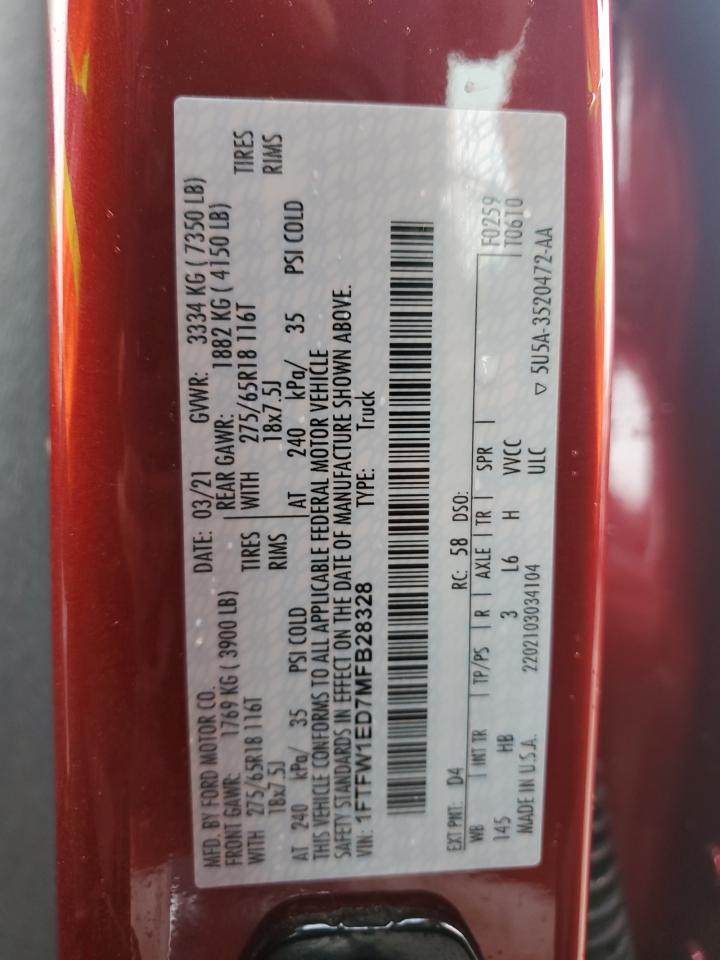 MFD. BY FORD MOTOR CO.
DATE: 03/21 GVWR: 3334 KG ( 7350 LB)
FRONT GAWR: 1769 KG ( 3900 LB)
REAR GAWR: 1882 KG ( 4150 LB)
WITH 275/65R18 116T TIRES
WITH 275/65R18 116T TIRES
18x7.5J RIMS
18x7.5J RIMS
AT 240 kPa/ 35 PSI COLD
AT 240 kPa/ 35 PSI COLD
THIS VEHICLE CONFORMS TO ALL APPLICABLE FEDERAL MOTOR VEHICLE
SAFETY STANDARDS IN EFFECT ON THE DATE OF MANUFACTURE SHOWN ABOVE.
VIN: 1FTFW1ED7MFB28328 TYPE: Truck
EXT PNT: D4 RC: 58 DSO: F0259
WB INT TR TP/PS R AXLE TR SPR T0610
145 HB 3 L6 H VVCC
MADE IN U.S.A. 2202103034104 ULC ▽ 5U5A-3520472-AA